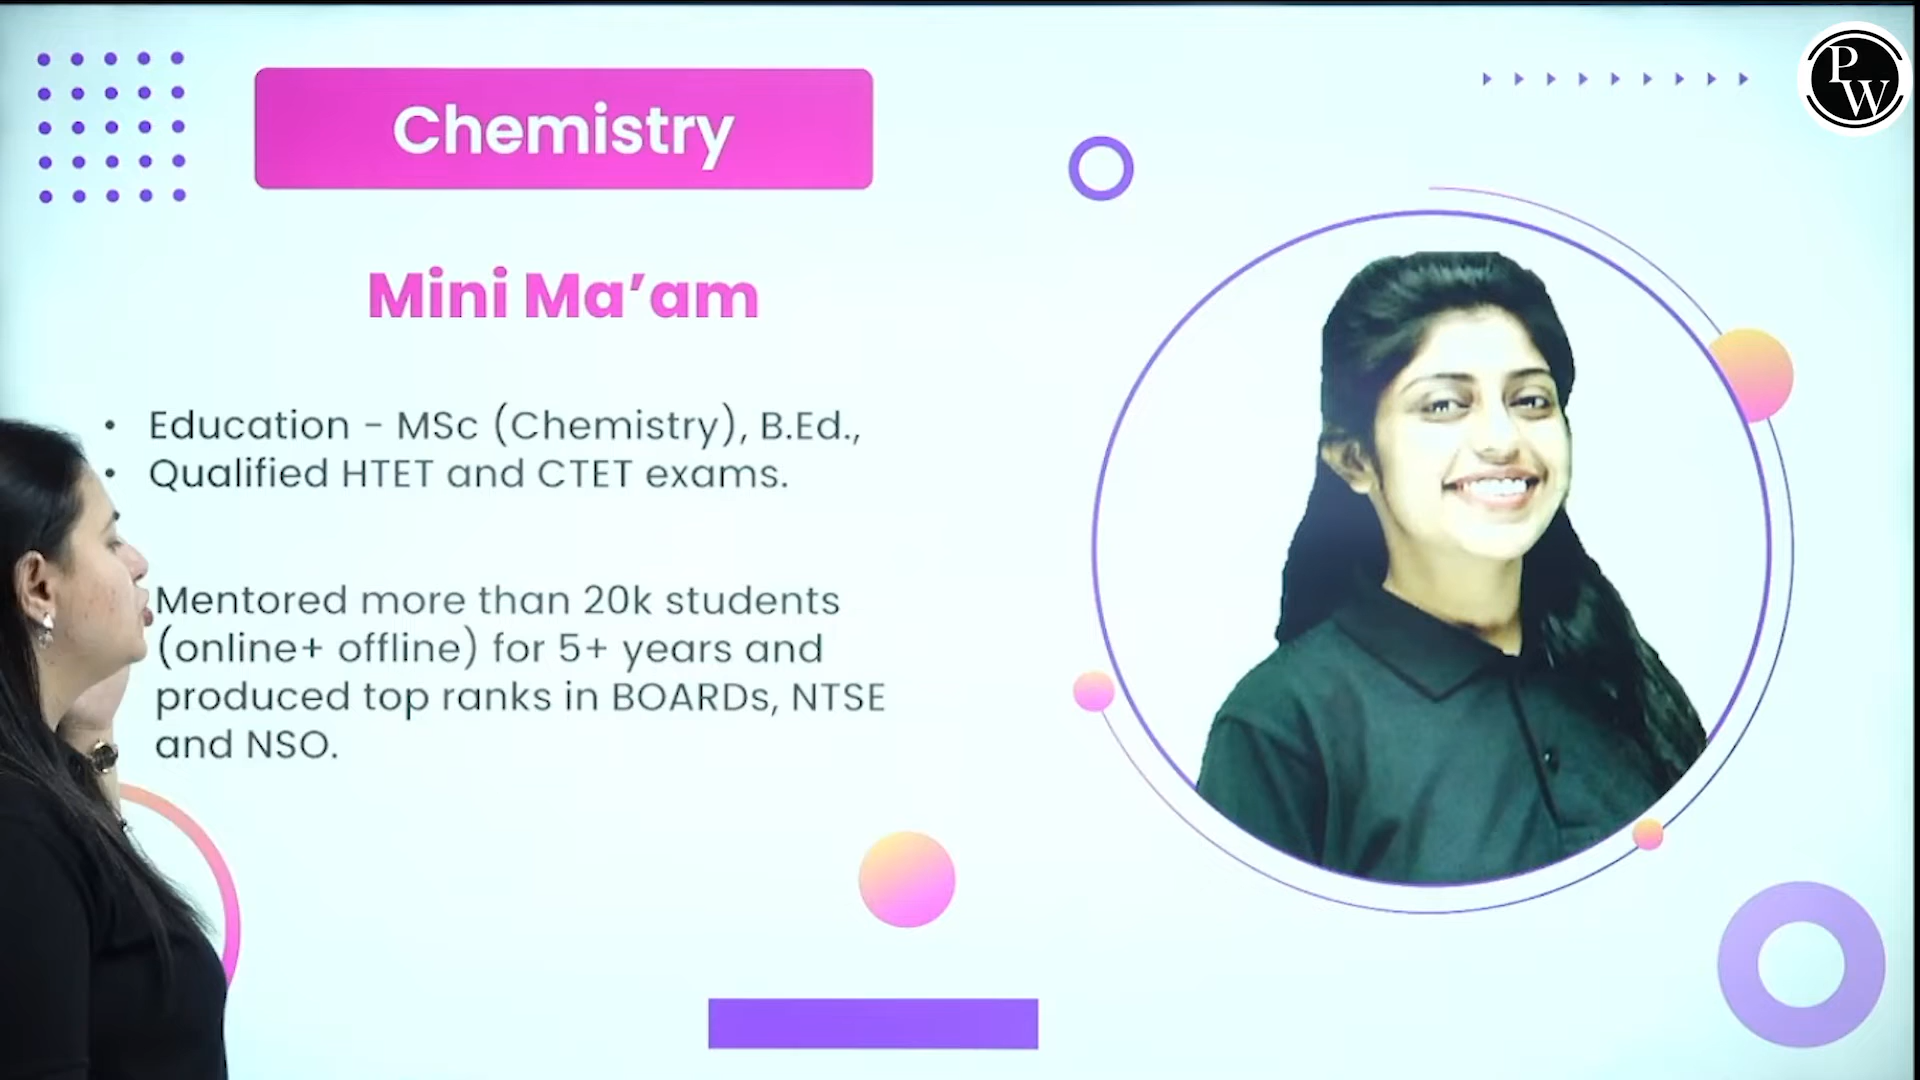 Chemistry
PW
Mini Ma’am
• Education - MSc (Chemistry), B.Ed.,
• Qualified HTET and CTET exams.
Mentored more than 20k students
(online+ offline) for 5+ years and
produced top ranks in BOARDs, NTSE
and NSO.